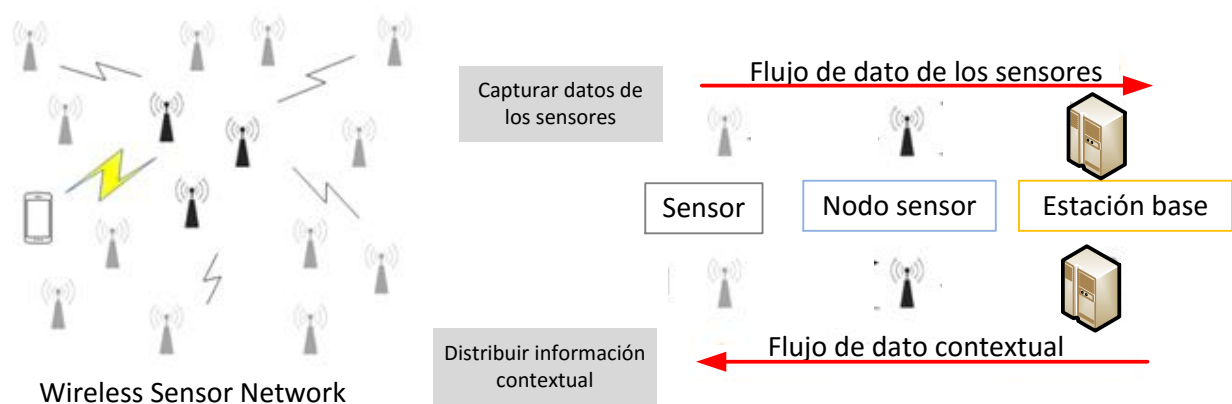 Flujo de dato de los sensores
Capturar datos de
los sensores
Sensor
Nodo sensor
Estación base
Distribuir información
contextual
Flujo de dato contextual
Wireless Sensor Network